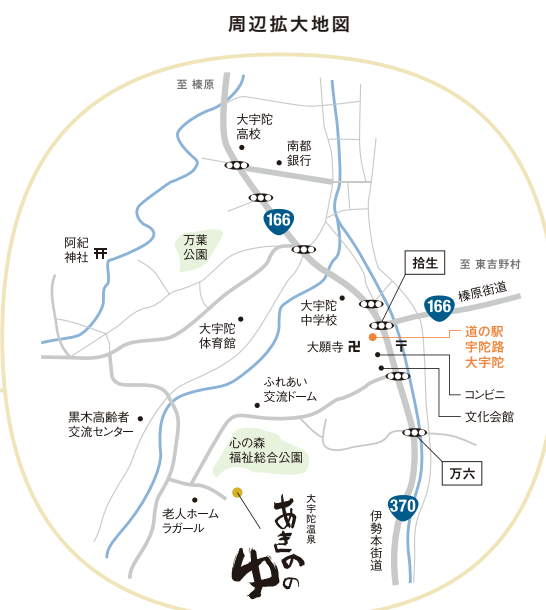 周辺拡大地図
至 榛原
大宇陀
高校
南都
銀行
166
万葉
公園
阿紀
神社
拾生
至 東吉野村
榛原街道
166
大宇陀
中学校
大宇陀
体育館
大願寺
道の駅
宇陀路
大宇陀
コンビニ
文化会館
ふれあい
交流ドーム
黒木高齢者
交流センター
心の森
福祉総合公園
万六
370
伊勢本街道
老人ホーム
ラガール
大宇陀温泉
あきのの
ゆ